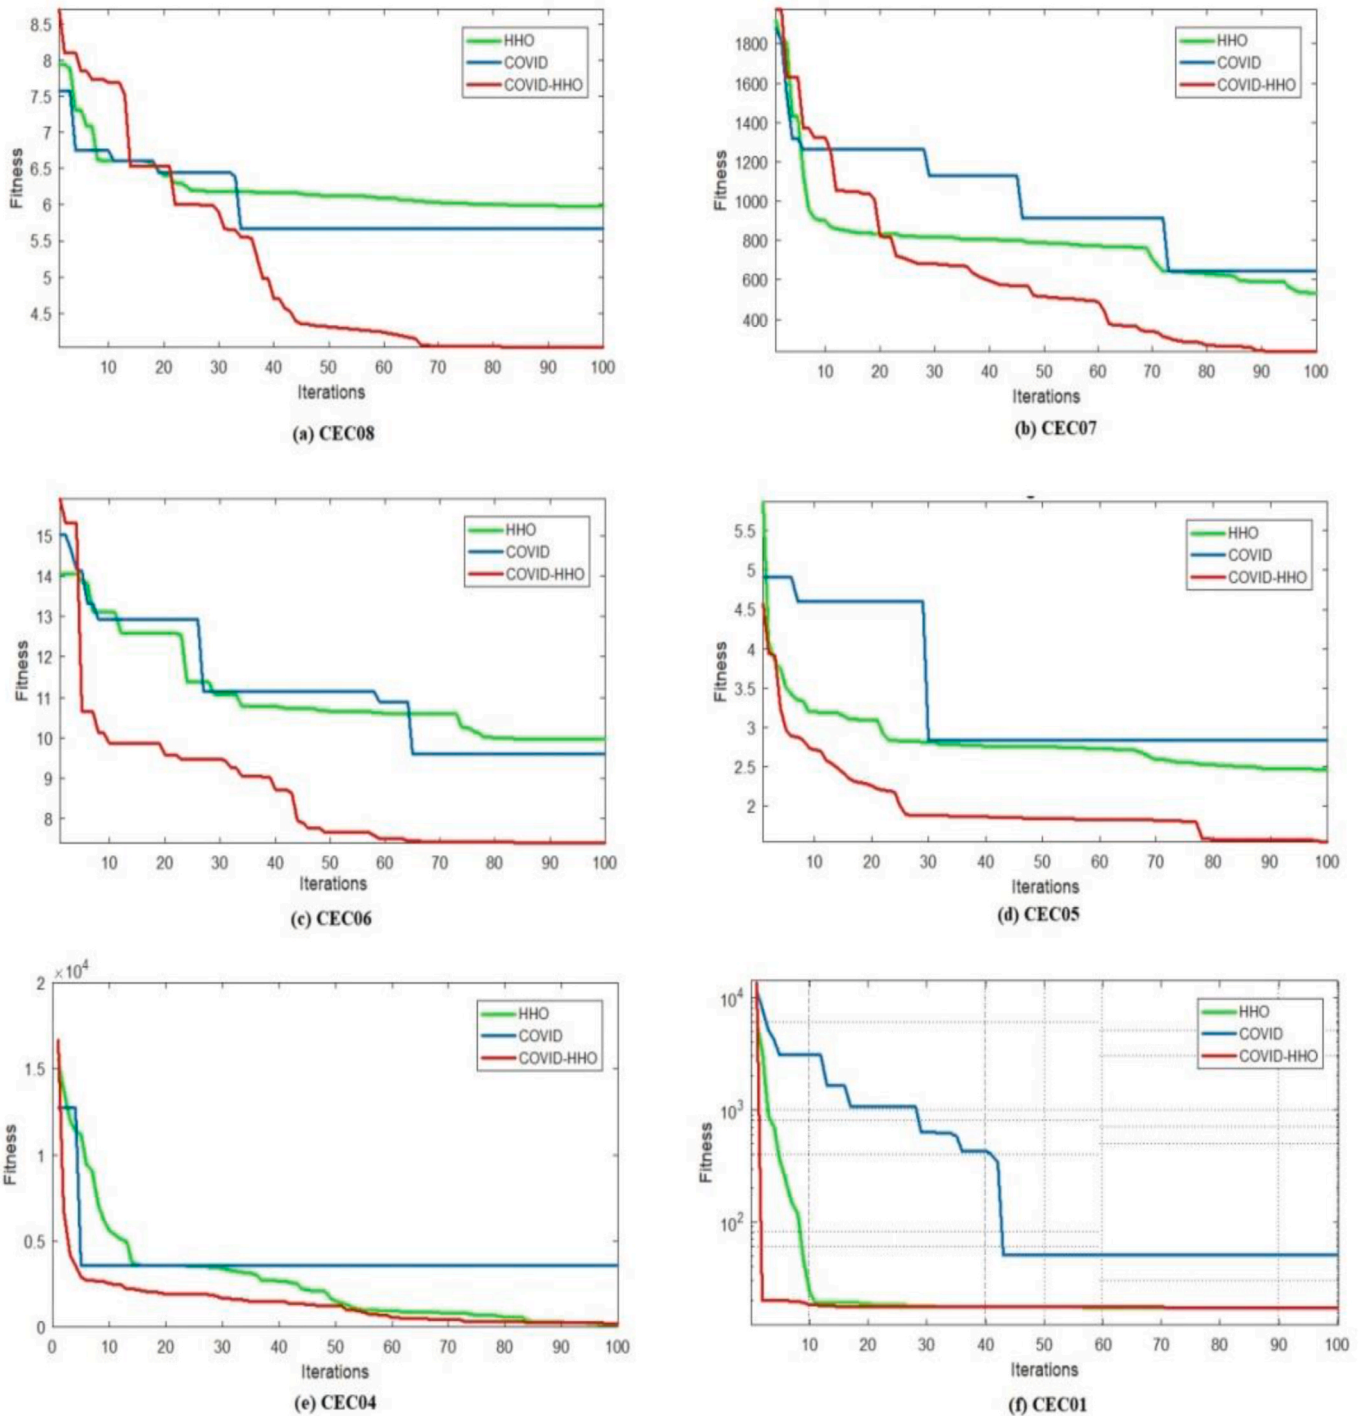 8.5
8
7.5
7
6.5
6
5.5
5
4.5
Fitness
HHO
COVID
COVID-HHO
10 20 30 40 50 60 70 80 90 100
Iterations
(a) CEC08
1800
1600
1400
1200
1000
800
600
400
Fitness
HHO
COVID
COVID-HHO
10 20 30 40 50 60 70 80 90 100
Iterations
(b) CEC07
15
14
13
12
11
10
9
8
Fitness
HHO
COVID
COVID-HHO
10 20 30 40 50 60 70 80 90 100
Iterations
(c) CEC06
5.5
5
4.5
4
3.5
3
2.5
2
Fitness
HHO
COVID
COVID-HHO
10 20 30 40 50 60 70 80 90 100
Iterations
(d) CEC05
×10⁴
2
1.5
1
0.5
0
Fitness
HHO
COVID
COVID-HHO
0 10 20 30 40 50 60 70 80 90 100
Iterations
(e) CEC04
10⁴
10³
10²
Fitness
HHO
COVID
COVID-HHO
10 20 30 40 50 60 70 80 90 100
Iterations
(f) CEC01